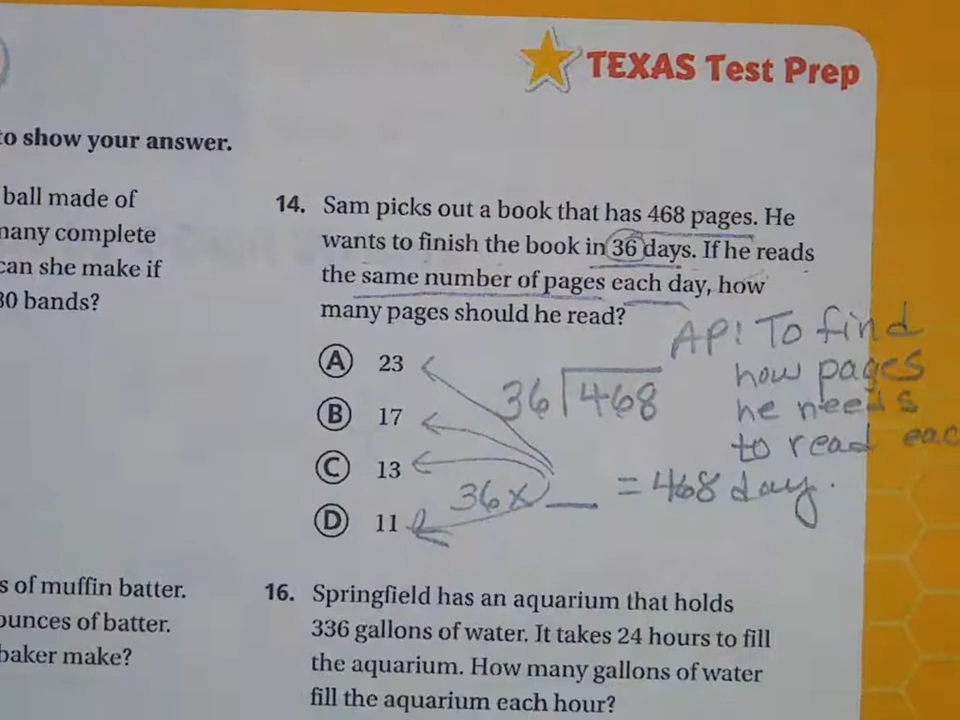 TEXAS Test Prep
to show your answer.
ball made of
many complete
can she make if
80 bands?
14. Sam picks out a book that has 468 pages. He
wants to finish the book in 36 days. If he reads
the same number of pages each day, how
many pages should he read?
A 23
B 17
C 13
D 11
36 468
36 x __ = 468
AP: To find
how pages
he needs
to read eac
day.
s of muffin batter.
ounces of batter.
baker make?
16. Springfield has an aquarium that holds
336 gallons of water. It takes 24 hours to fill
the aquarium. How many gallons of water
fill the aquarium each hour?